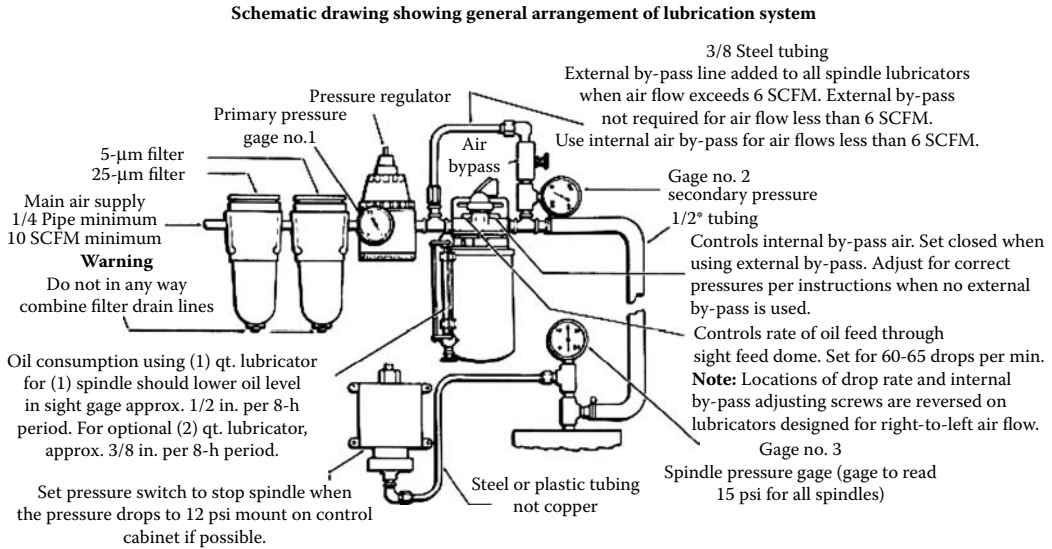 Schematic drawing showing general arrangement of lubrication system
3/8 Steel tubing
External by-pass line added to all spindle lubricators
when air flow exceeds 6 SCFM. External by-pass
not required for air flow less than 6 SCFM.
Use internal air by-pass for air flows less than 6 SCFM.
Pressure regulator
Primary pressure
gage no.1
Air
bypass
5-μm filter
25-μm filter
Main air supply
1/4 Pipe minimum
10 SCFM minimum
Warning
Do not in any way
combine filter drain lines
Gage no. 2
secondary pressure
1/2* tubing
Controls internal by-pass air. Set closed when
using external by-pass. Adjust for correct
pressures per instructions when no external
by-pass is used.
Controls rate of oil feed through
sight feed dome. Set for 60-65 drops per min.
Note: Locations of drop rate and internal
by-pass adjusting screws are reversed on
lubricators designed for right-to-left air flow.
Oil consumption using (1) qt. lubricator
for (1) spindle should lower oil level
in sight gage approx. 1/2 in. per 8-h
period. For optional (2) qt. lubricator,
approx. 3/8 in. per 8-h period.
Set pressure switch to stop spindle when
the pressure drops to 12 psi mount on control
cabinet if possible.
Steel or plastic tubing
not copper
Gage no. 3
Spindle pressure gage (gage to read
15 psi for all spindles)